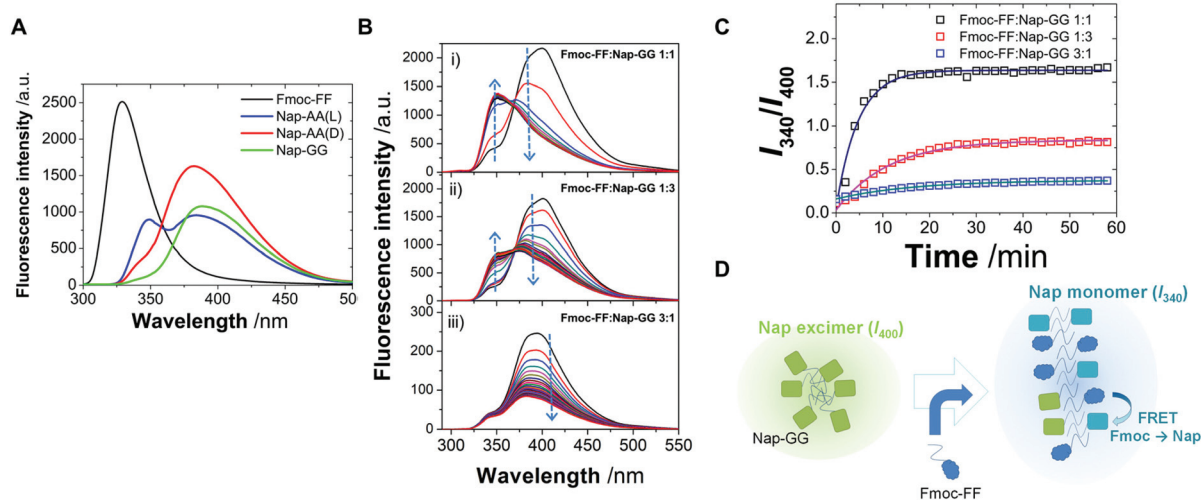 A
Fluorescence intensity /a.u.
2500
2000
1500
1000
500
0
Fmoc-FF
Nap-AA(L)
Nap-AA(D)
Nap-GG
300 350 400 450 50
Wavelength /nm
B
Fluorescence intensity /a.u.
i)
Fmoc-FF:Nap-GG 1:1
2000
1500
1000
500
0
ii)
Fmoc-FF:Nap-GG 1:3
2000
1500
1000
500
0
iii)
Fmoc-FF:Nap-GG 3:1
300
200
100
0
300 350 400 450 500 550
Wavelength /nm
C
I340/I400
2.0
1.5
1.0
0.5
0.0
Fmoc-FF:Nap-GG 1:1
Fmoc-FF:Nap-GG 1:3
Fmoc-FF:Nap-GG 3:1
0 10 20 30 40 50 60
Time /min
D
Nap excimer (I400)
Nap-GG
Fmoc-FF
Nap monomer (I340)
FRET
Fmoc → Nap